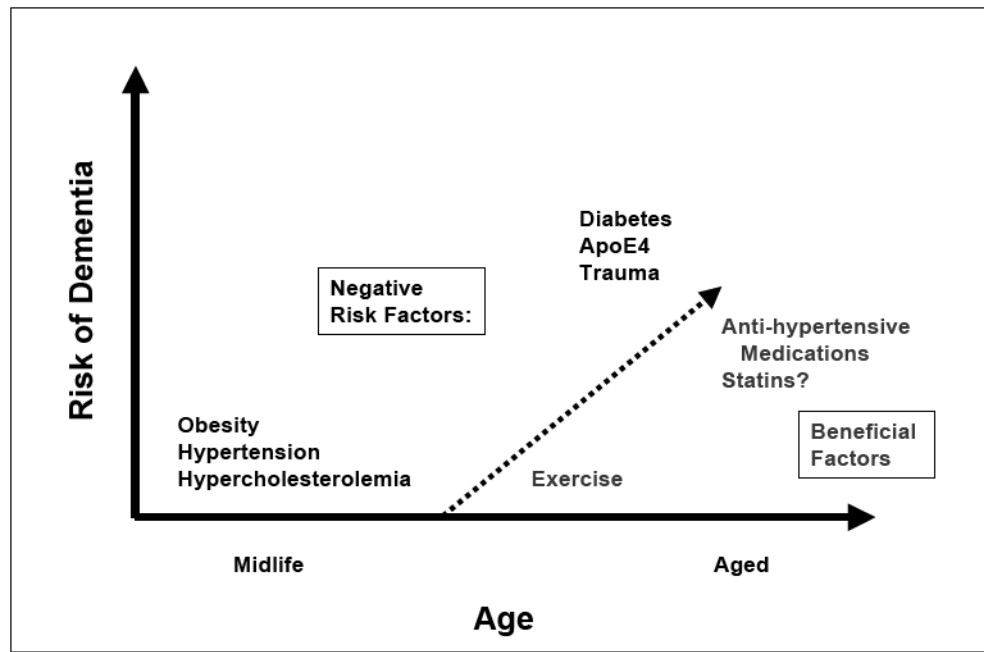 Risk of Dementia
Diabetes
ApoE4
Trauma
Negative
Risk Factors:
Anti-hypertensive
Medications
Statins?
Obesity
Hypertension
Hypercholesterolemia
Beneficial
Factors
Exercise
Midlife
Aged
Age